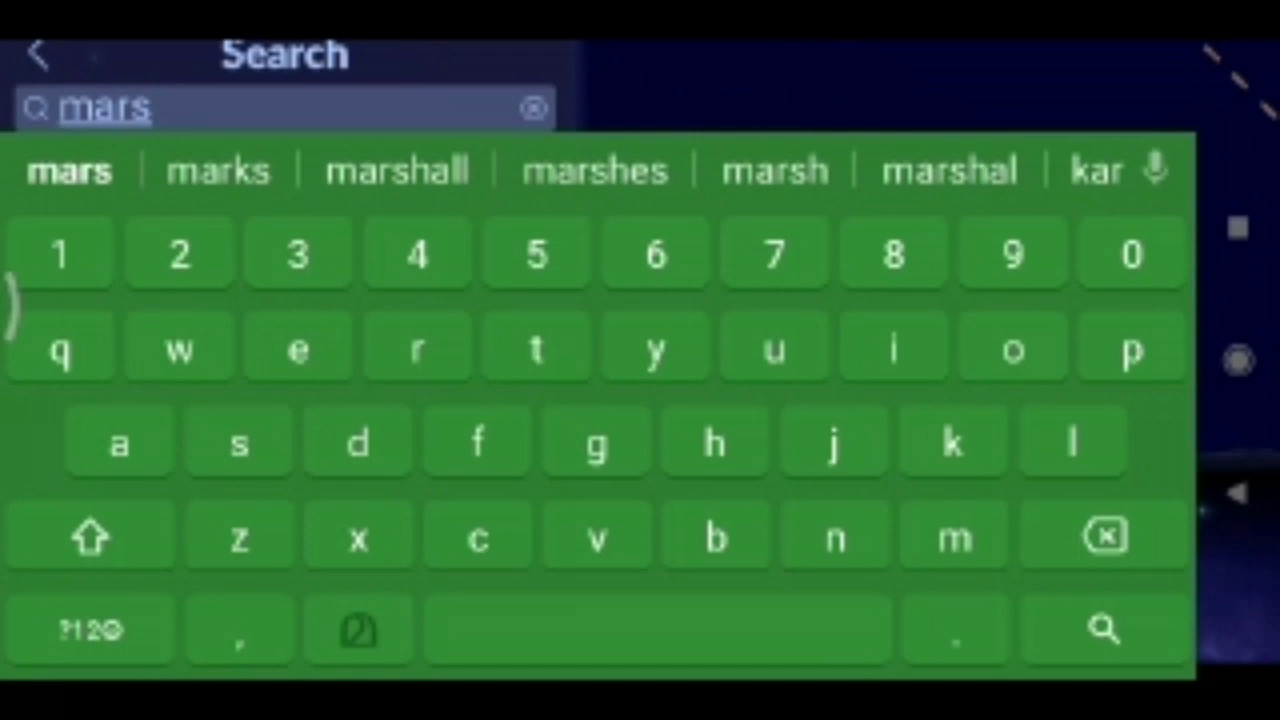 Search
mars
mars marks marshall marshes marsh marshal kar
1 2 3 4 5 6 7 8 9 0
q w e r t y u i o p
a s d f g h j k l
z x c v b n m
?12☺ , .